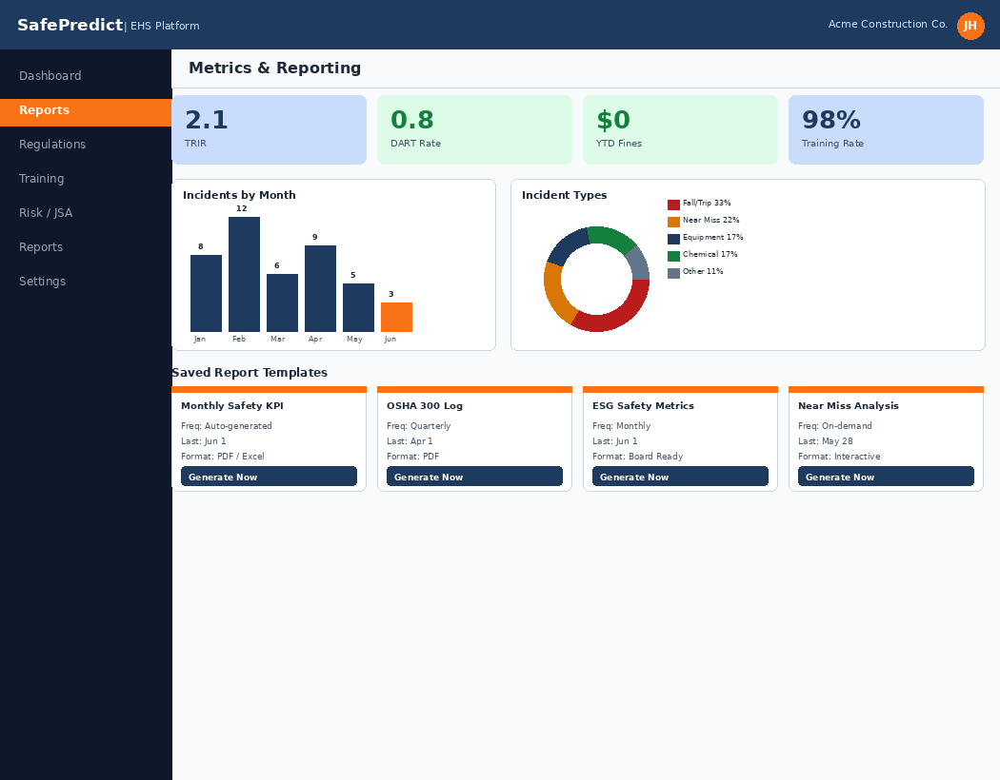 SafePredict | EHS Platform
Acme Construction Co.
JH
Dashboard
Reports
Regulations
Training
Risk / JSA
Reports
Settings
Metrics & Reporting
2.1
TRIR
0.8
DART Rate
$0
YTD Fines
98%
Training Rate
Incidents by Month
8
12
6
9
5
3
Jan
Feb
Mar
Apr
May
Jun
Incident Types
Fall/Trip 33%
Near Miss 22%
Equipment 17%
Chemical 17%
Other 11%
Saved Report Templates
Monthly Safety KPI
Freq: Auto-generated
Last: Jun 1
Format: PDF / Excel
Generate Now
OSHA 300 Log
Freq: Quarterly
Last: Apr 1
Format: PDF
Generate Now
ESG Safety Metrics
Freq: Monthly
Last: Jun 1
Format: Board Ready
Generate Now
Near Miss Analysis
Freq: On-demand
Last: May 28
Format: Interactive
Generate Now